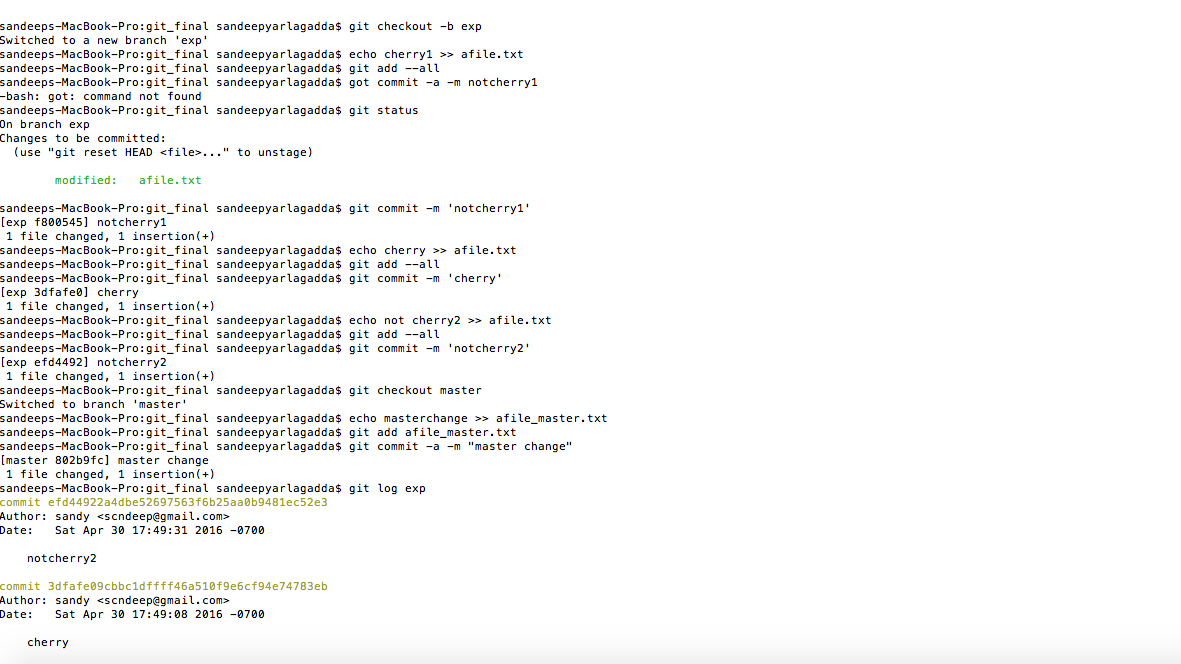 sandeeps-MacBook-Pro:git_final sandeepyarlagadda$ git checkout -b exp
Switched to a new branch 'exp'
sandeeps-MacBook-Pro:git_final sandeepyarlagadda$ echo cherry1 >> afile.txt
sandeeps-MacBook-Pro:git_final sandeepyarlagadda$ git add --all
sandeeps-MacBook-Pro:git_final sandeepyarlagadda$ got commit -a -m notcherry1
-bash: got: command not found
sandeeps-MacBook-Pro:git_final sandeepyarlagadda$ git status
On branch exp
Changes to be committed:
  (use "git reset HEAD <file>..." to unstage)
        modified:   afile.txt
sandeeps-MacBook-Pro:git_final sandeepyarlagadda$ git commit -m 'notcherry1'
[exp f800545] notcherry1
 1 file changed, 1 insertion(+)
sandeeps-MacBook-Pro:git_final sandeepyarlagadda$ echo cherry >> afile.txt
sandeeps-MacBook-Pro:git_final sandeepyarlagadda$ git add --all
sandeeps-MacBook-Pro:git_final sandeepyarlagadda$ git commit -m 'cherry'
[exp 3dfafe0] cherry
 1 file changed, 1 insertion(+)
sandeeps-MacBook-Pro:git_final sandeepyarlagadda$ echo not cherry2 >> afile.txt
sandeeps-MacBook-Pro:git_final sandeepyarlagadda$ git add --all
sandeeps-MacBook-Pro:git_final sandeepyarlagadda$ git commit -m 'notcherry2'
[exp efd4492] notcherry2
 1 file changed, 1 insertion(+)
sandeeps-MacBook-Pro:git_final sandeepyarlagadda$ git checkout master
Switched to branch 'master'
sandeeps-MacBook-Pro:git_final sandeepyarlagadda$ echo masterchange >> afile_master.txt
sandeeps-MacBook-Pro:git_final sandeepyarlagadda$ git add afile_master.txt
sandeeps-MacBook-Pro:git_final sandeepyarlagadda$ git commit -a -m "master change"
[master 802b9fc] master change
 1 file changed, 1 insertion(+)
sandeeps-MacBook-Pro:git_final sandeepyarlagadda$ git log exp
commit efd44922a4dbe52697563f6b25aa0b9481ec52e3
Author: sandy <scndeep@gmail.com>
Date:   Sat Apr 30 17:49:31 2016 -0700
    notcherry2
commit 3dfafe09cbbc1dffff46a510f9e6cf94e74783eb
Author: sandy <scndeep@gmail.com>
Date:   Sat Apr 30 17:49:08 2016 -0700
    cherry